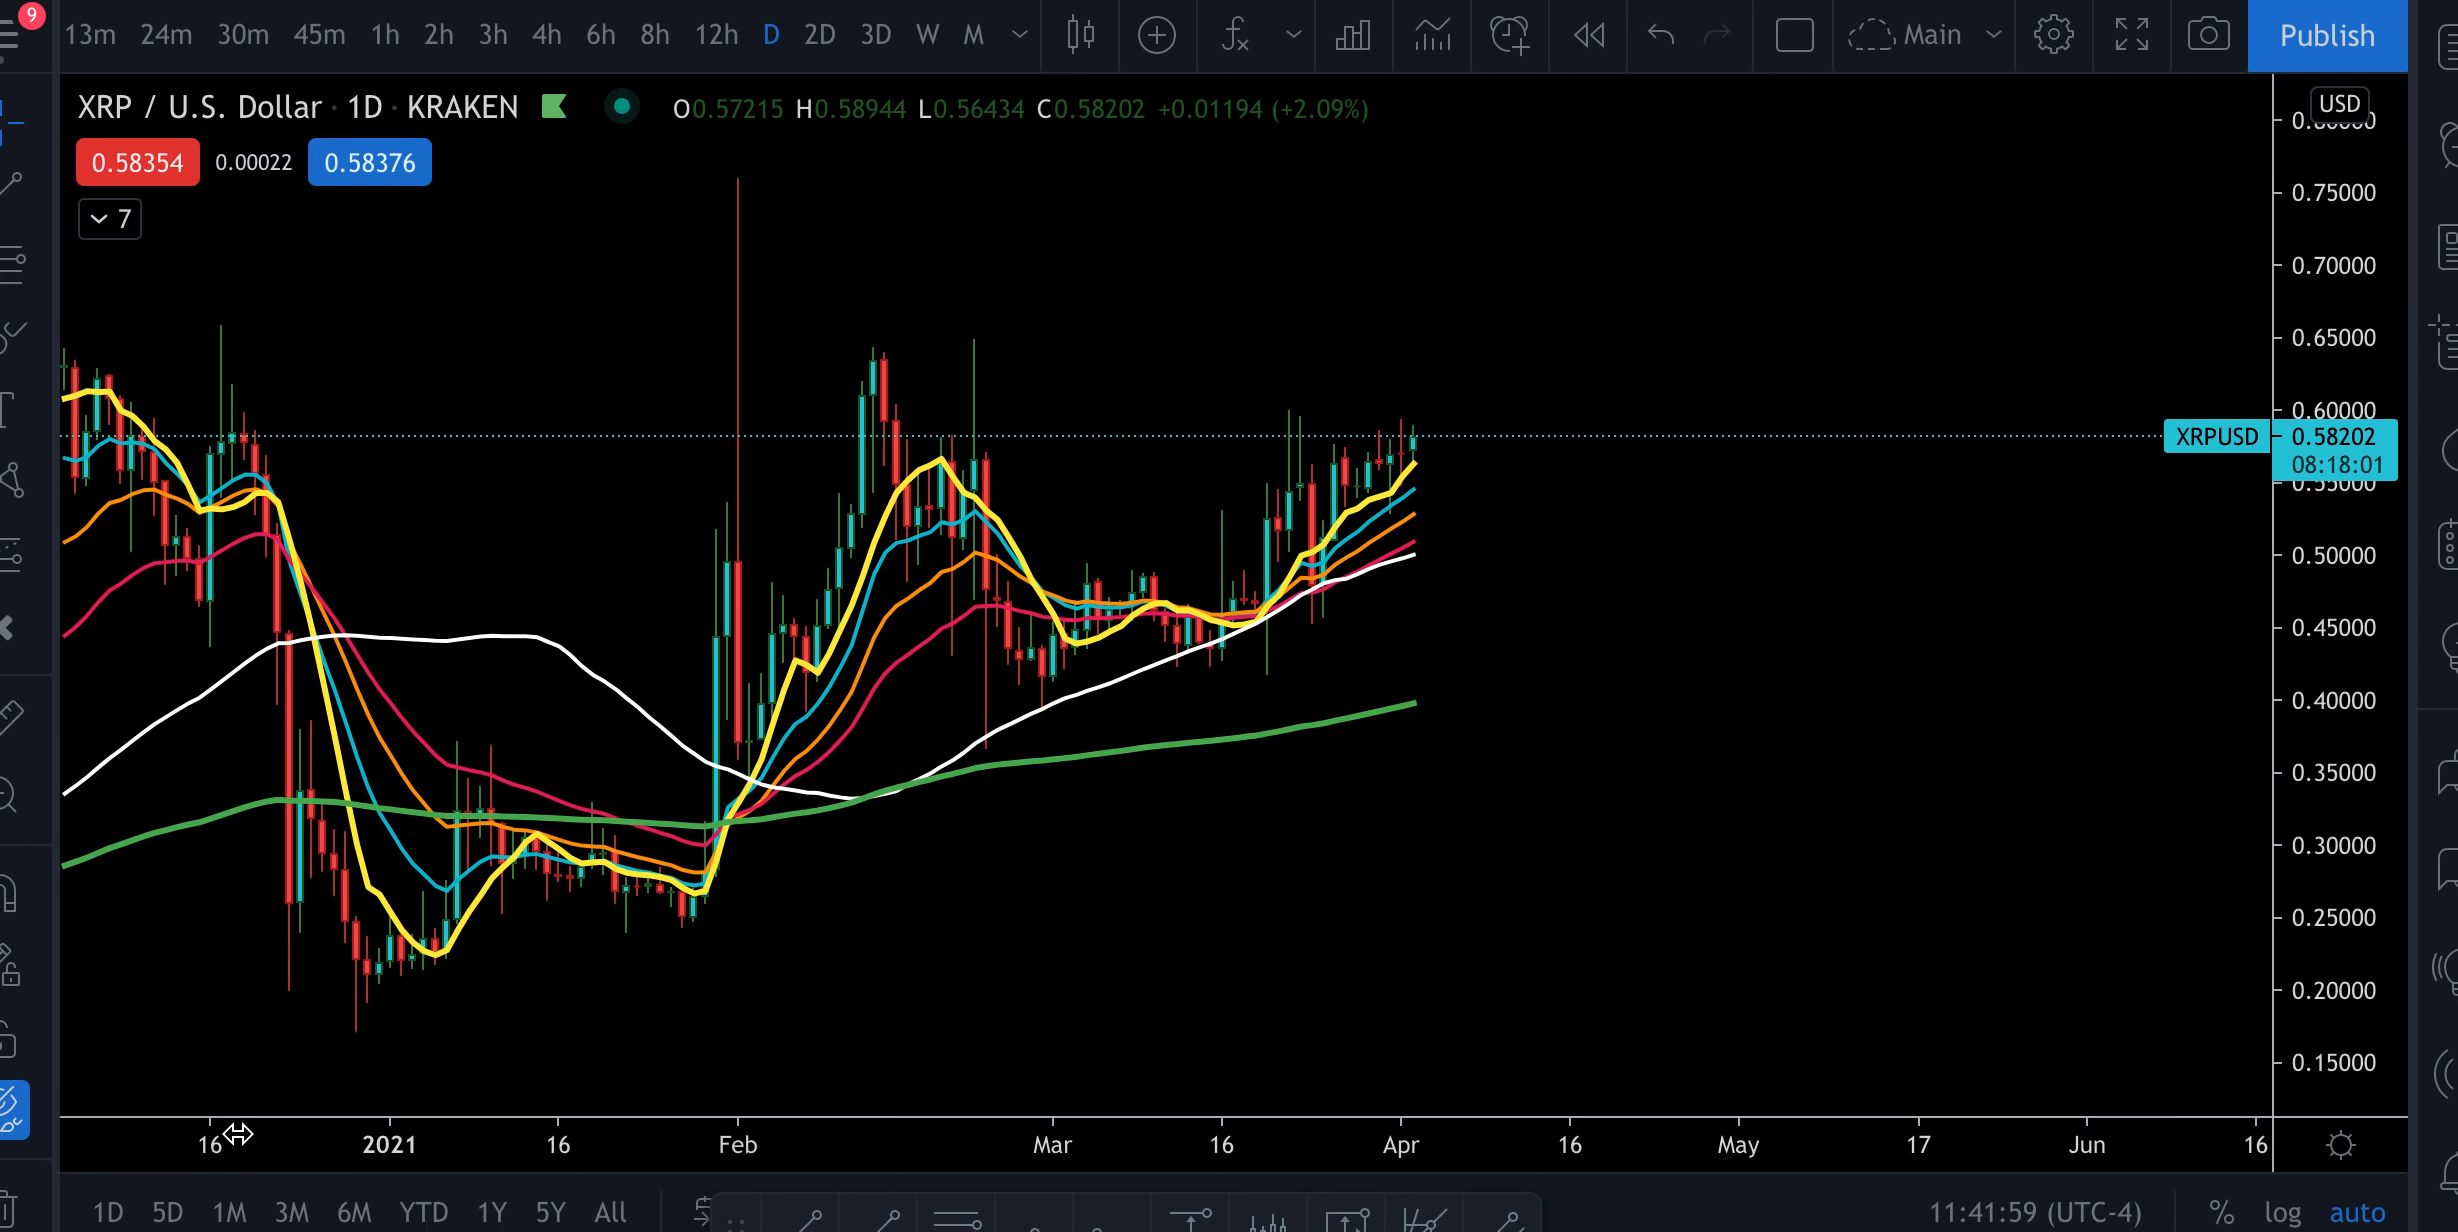 9
13m 24m 30m 45m 1h 2h 3h 4h 6h 8h 12h D 2D 3D W M Main Publish
XRP / U.S. Dollar · 1D · KRAKEN O0.57215 H0.58944 L0.56434 C0.58202 +0.01194 (+2.09%)
USD
0.58354 0.00022 0.58376
7
0.75000
0.70000
0.65000
0.60000
XRPUSD 0.58202
08:18:01
0.55000
0.50000
0.45000
0.40000
0.35000
0.30000
0.25000
0.20000
0.15000
16 2021 16 Feb Mar 16 Apr 16 May 17 Jun 16
1D 5D 1M 3M 6M YTD 1Y 5Y All 11:41:59 (UTC-4) % log auto